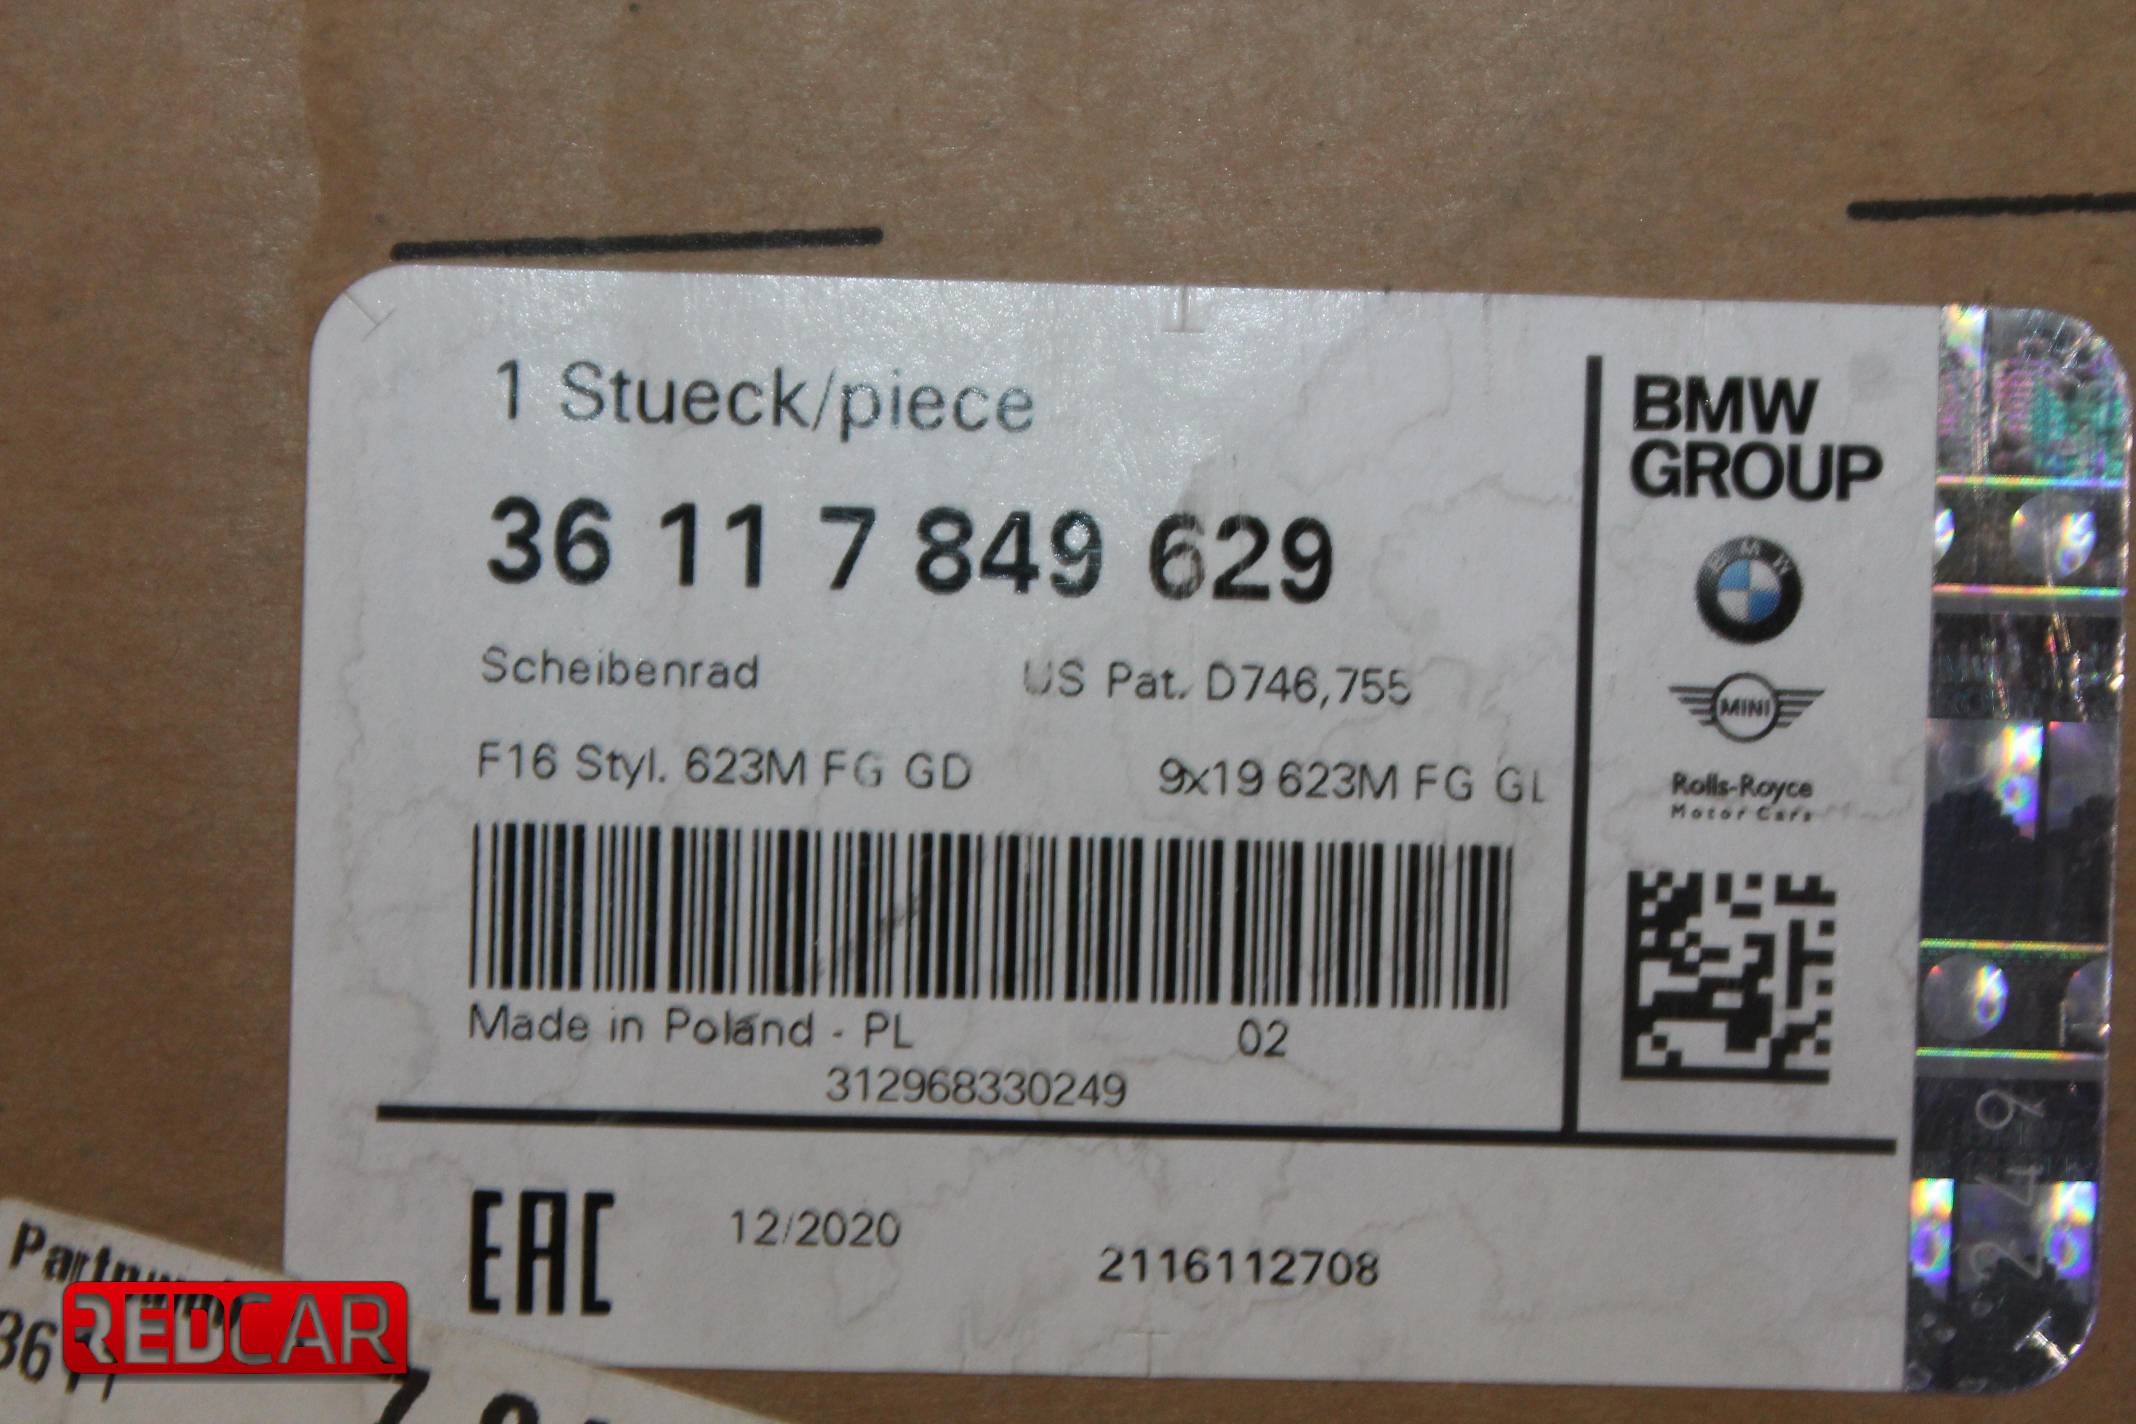 1 Stueck/piece
36 11 7 849 629
Scheibenrad US Pat. D746,755
F16 Styl. 623M FG GD 9x19 623M FG GL
Made in Poland - PL 02
312968330249
EAC 12/2020 2116112708
BMW
GROUP
BMW
MINI
Rolls-Royce
Motor Cars
249
REDCAR